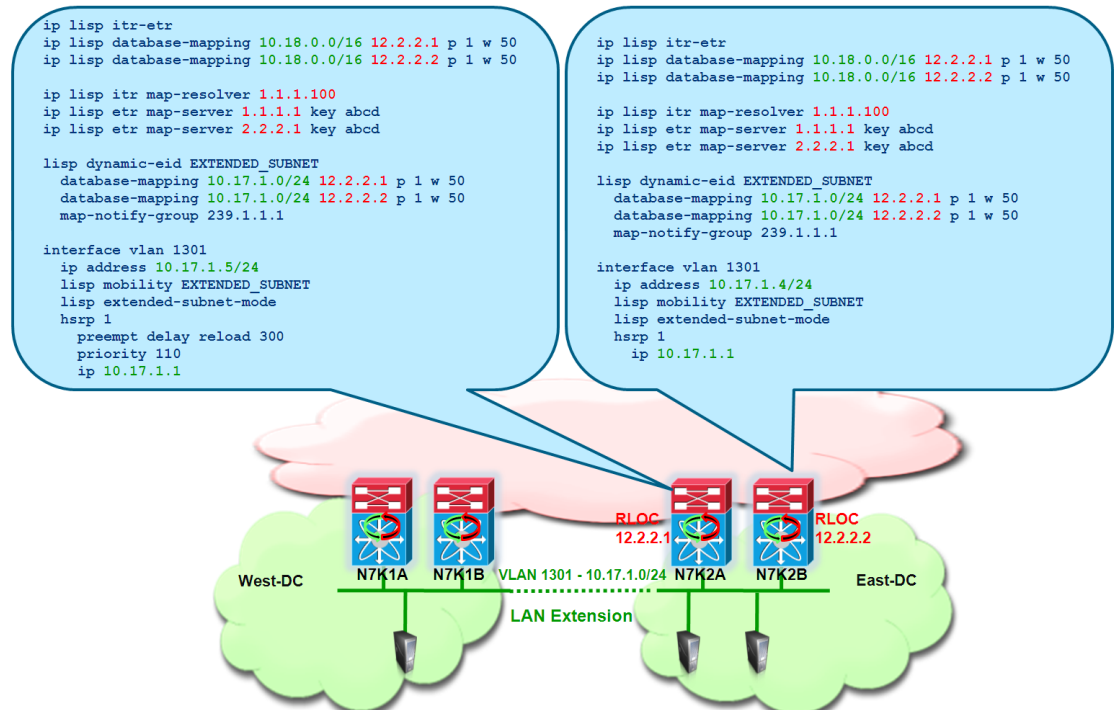 ip lisp itr-etr
ip lisp database-mapping 10.18.0.0/16 12.2.2.1 p 1 w 50
ip lisp database-mapping 10.18.0.0/16 12.2.2.2 p 1 w 50
ip lisp itr map-resolver 1.1.1.100
ip lisp etr map-server 1.1.1.1 key abcd
ip lisp etr map-server 2.2.2.1 key abcd
lisp dynamic-eid EXTENDED_SUBNET
database-mapping 10.17.1.0/24 12.2.2.1 p 1 w 50
database-mapping 10.17.1.0/24 12.2.2.2 p 1 w 50
map-notify-group 239.1.1.1
interface vlan 1301
ip address 10.17.1.5/24
lisp mobility EXTENDED_SUBNET
lisp extended-subnet-mode
hsrp 1
preempt delay reload 300
priority 110
ip 10.17.1.1
ip lisp itr-etr
ip lisp database-mapping 10.18.0.0/16 12.2.2.1 p 1 w 50
ip lisp database-mapping 10.18.0.0/16 12.2.2.2 p 1 w 50
ip lisp itr map-resolver 1.1.1.100
ip lisp etr map-server 1.1.1.1 key abcd
ip lisp etr map-server 2.2.2.1 key abcd
lisp dynamic-eid EXTENDED_SUBNET
database-mapping 10.17.1.0/24 12.2.2.1 p 1 w 50
database-mapping 10.17.1.0/24 12.2.2.2 p 1 w 50
map-notify-group 239.1.1.1
interface vlan 1301
ip address 10.17.1.4/24
lisp mobility EXTENDED_SUBNET
lisp extended-subnet-mode
hsrp 1
ip 10.17.1.1
RLOC
12.2.2.1
RLOC
12.2.2.2
West-DC
N7K1A
N7K1B
VLAN 1301 - 10.17.1.0/24
N7K2A
N7K2B
East-DC
LAN Extension